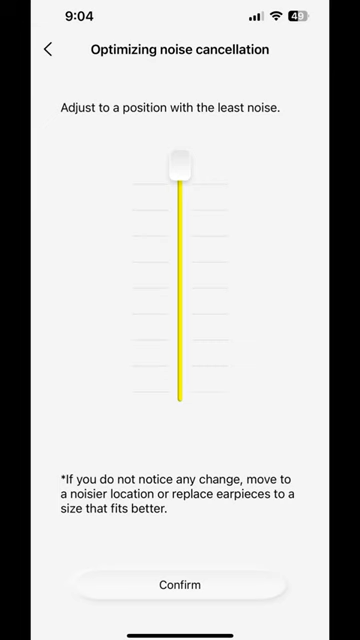 9:04
49
Optimizing noise cancellation
Adjust to a position with the least noise.
*If you do not notice any change, move to
a noisier location or replace earpieces to a
size that fits better.
Confirm